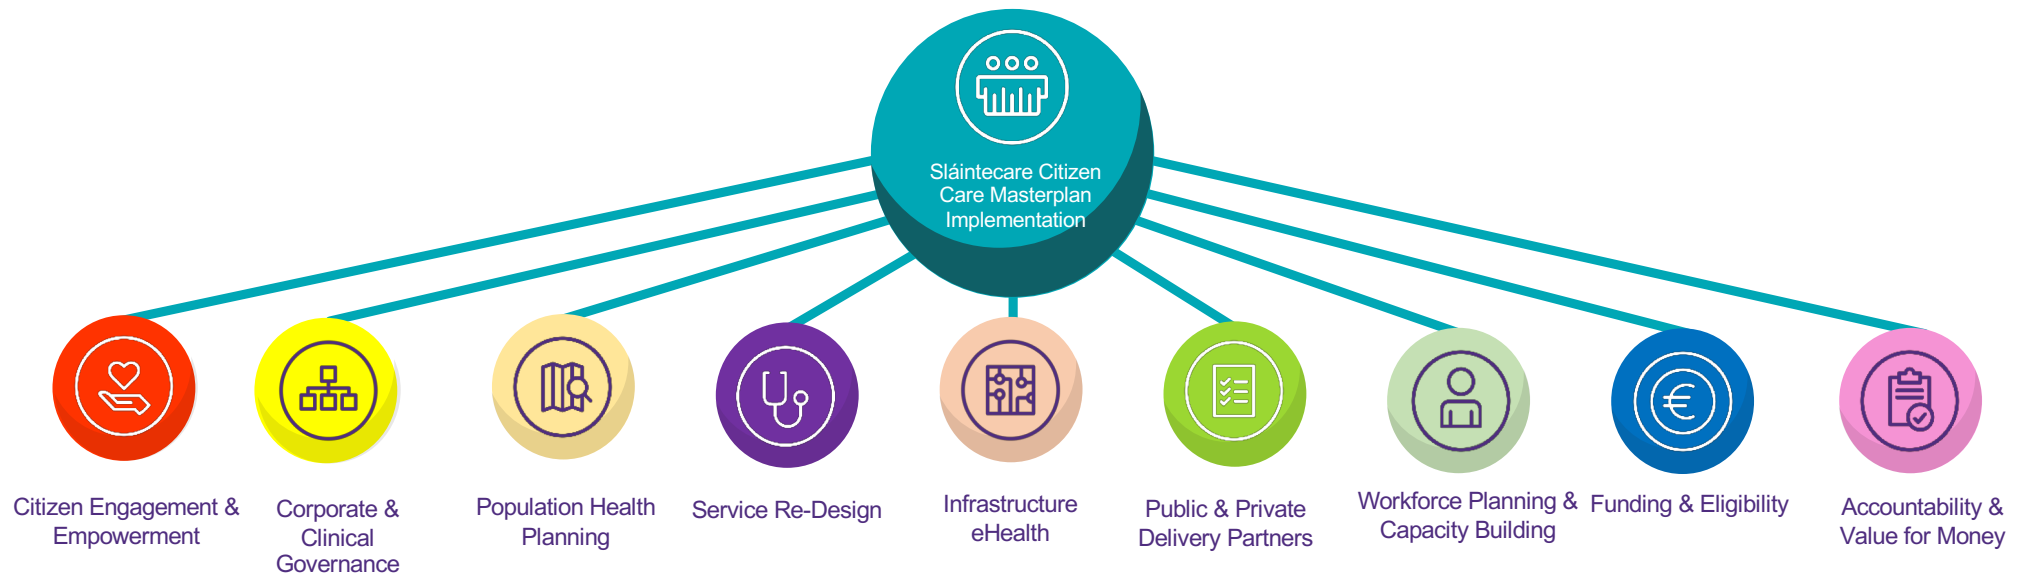 Sláintecare Citizen
Care Masterplan
Implementation
Citizen Engagement &
Empowerment
Corporate &
Clinical
Governance
Population Health
Planning
Service Re-Design
Infrastructure
eHealth
Public & Private
Delivery Partners
Workforce Planning &
Capacity Building
Funding & Eligibility
Accountability &
Value for Money